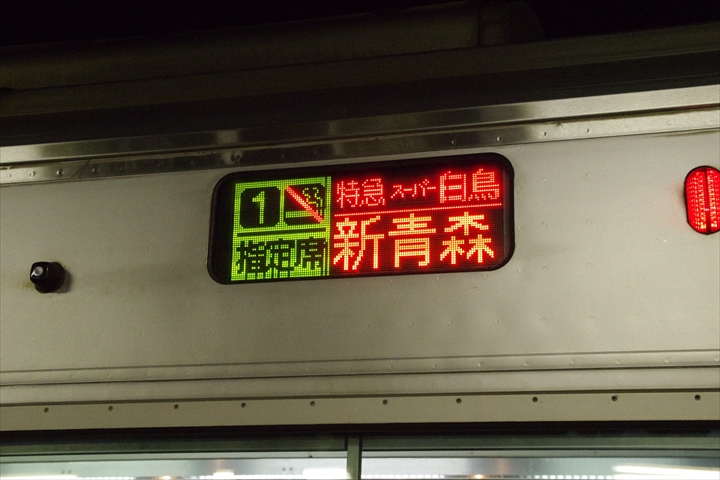 1
指定席
特急 スーパー白鳥
新青森